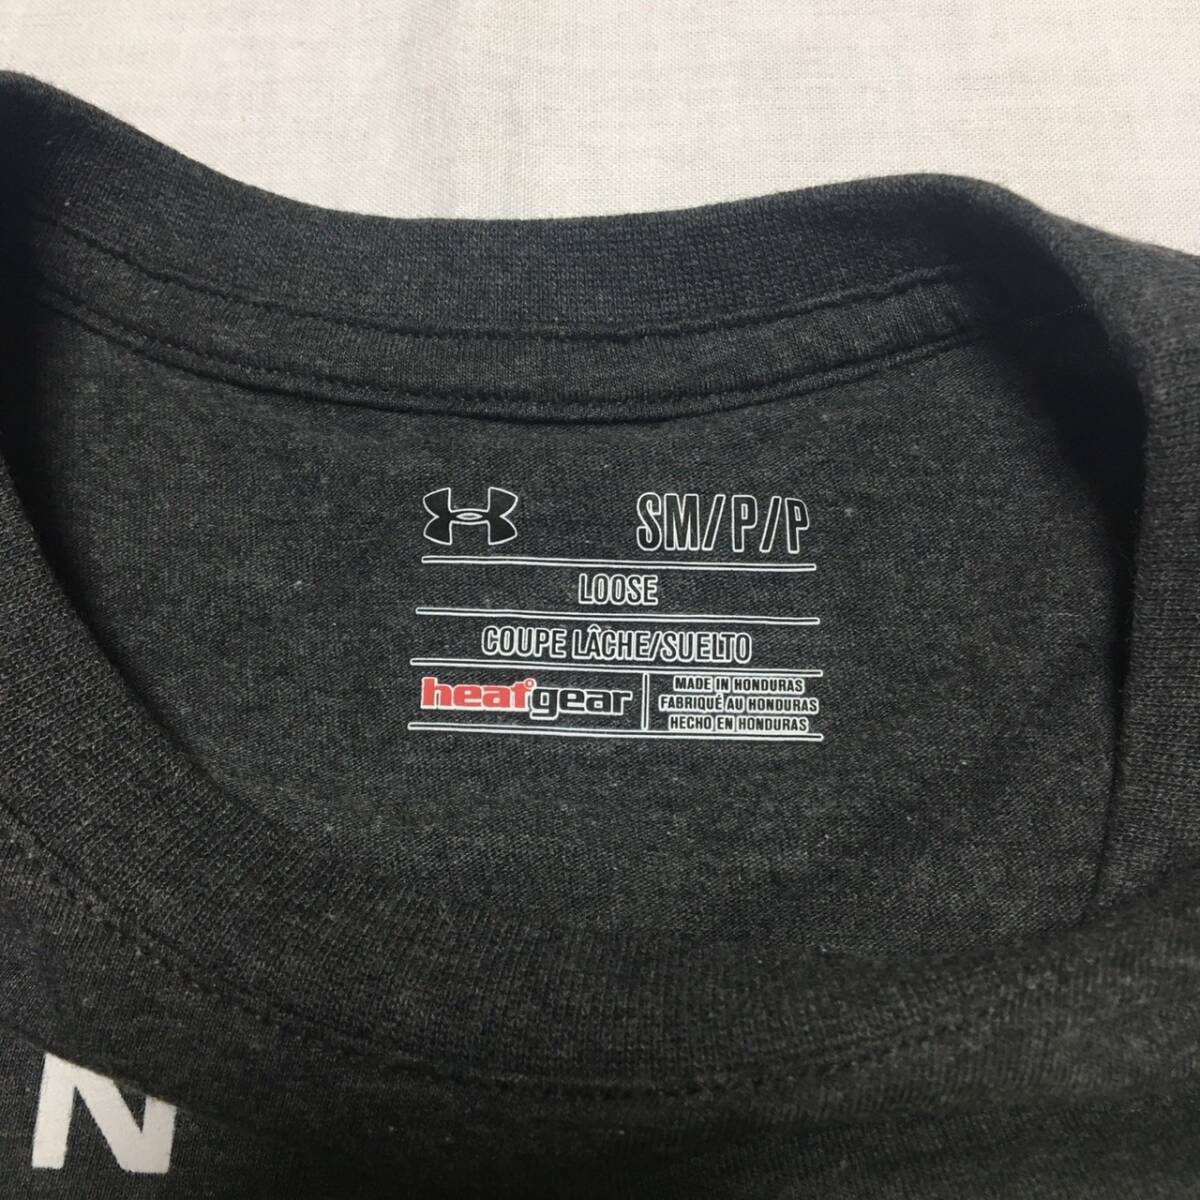 SM/P/P
LOOSE
COUPE LÂCHE/SUELTO
heatgear
MADE IN HONDURAS
FABRIQUÉ AU HONDURAS
HECHO EN HONDURAS
N